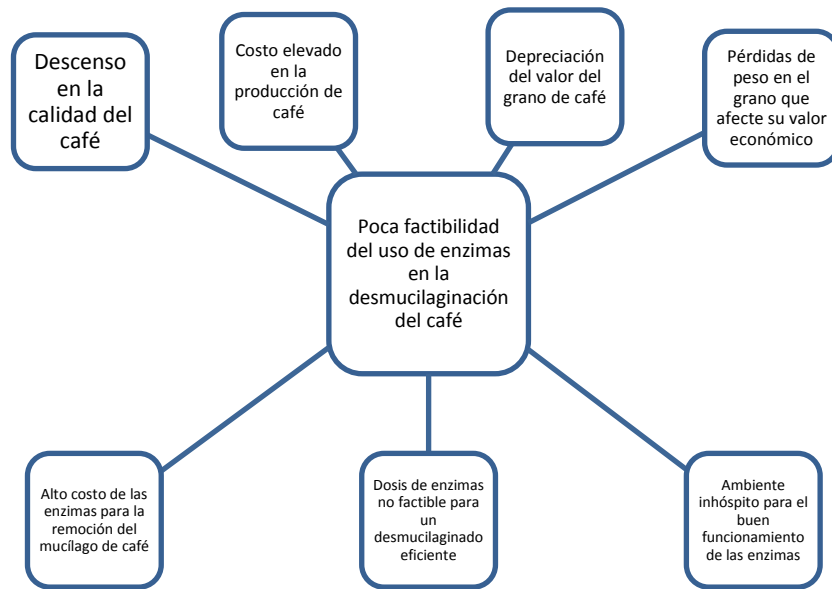 Descenso
en la
calidad del
café
Costo elevado
en la
producción de
café
Depreciación
del valor del
grano de café
Pérdidas de
peso en el
grano que
afecte su valor
económico
Poca factibilidad
del uso de enzimas
en la
desmucilaginación
del café
Alto costo de las
enzimas para la
remoción del
mucílago de café
Dosis de enzimas
no factible para
un
desmucilaginado
eficiente
Ambiente
inhóspito para el
buen
funcionamiento
de las enzimas